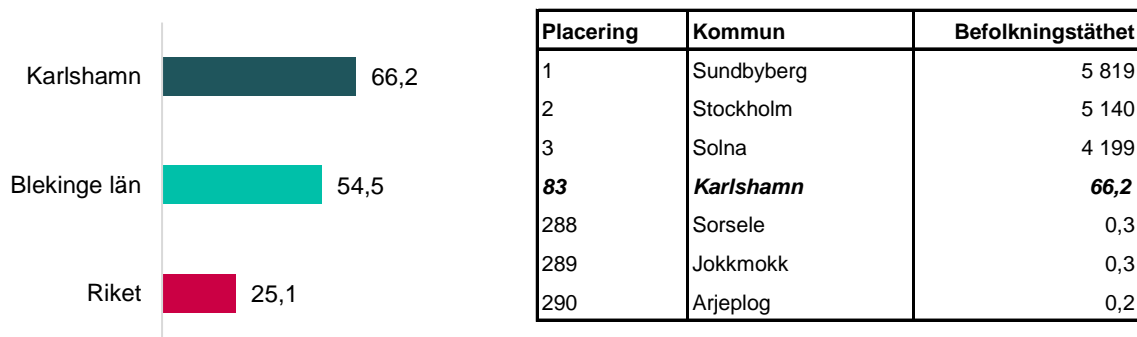 Karlshamn 66,2
Blekinge län 54,5
Riket 25,1
Placering Kommun Befolkningstäthet
1 Sundbyberg 5 819
2 Stockholm 5 140
3 Solna 4 199
83 Karlshamn 66,2
288 Sorsele 0,3
289 Jokkmokk 0,3
290 Arjeplog 0,2